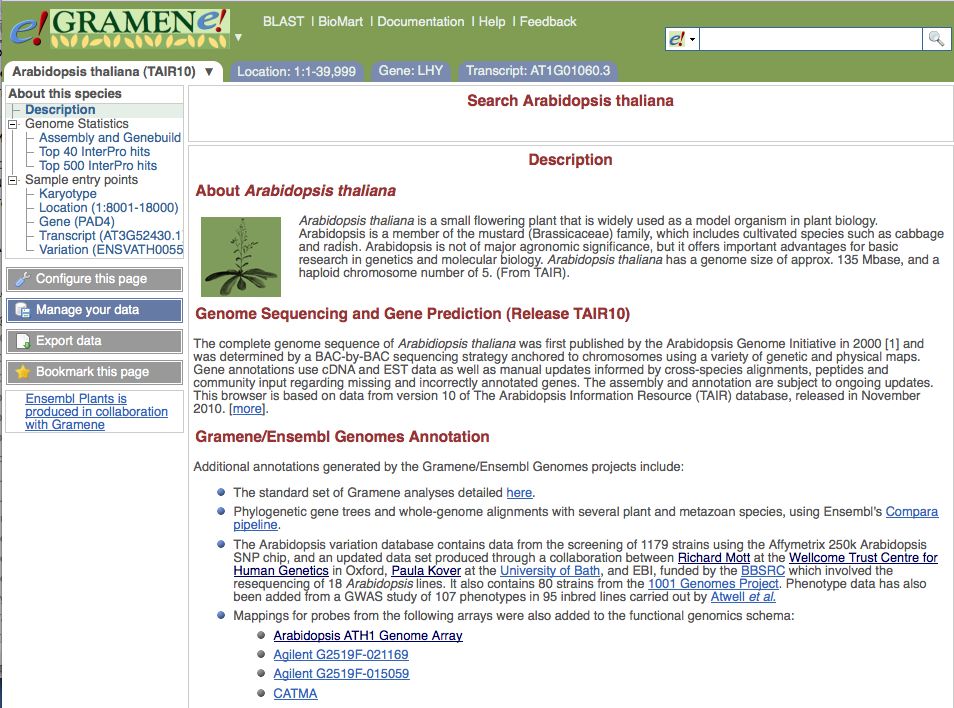 e! GRAMENE e!
BLAST | BioMart | Documentation | Help | Feedback
e!
Arabidopsis thaliana (TAIR10) ▼
Location: 1:1-39,999
Gene: LHY
Transcript: AT1G01060.3
About this species
Description
Genome Statistics
Assembly and Genebuild
Top 40 InterPro hits
Top 500 InterPro hits
Sample entry points
Karyotype
Location (1:8001-18000)
Gene (PAD4)
Transcript (AT3G52430.1
Variation (ENSVATH0055
Configure this page
Manage your data
Export data
Bookmark this page
Ensembl Plants is
produced in collaboration
with Gramene
Search Arabidopsis thaliana
Description
About Arabidopsis thaliana
Arabidopsis thaliana is a small flowering plant that is widely used as a model organism in plant biology.
Arabidopsis is a member of the mustard (Brassicaceae) family, which includes cultivated species such as cabbage
and radish. Arabidopsis is not of major agronomic significance, but it offers important advantages for basic
research in genetics and molecular biology. Arabidopsis thaliana has a genome size of approx. 135 Mbase, and a
haploid chromosome number of 5. (From TAIR).
Genome Sequencing and Gene Prediction (Release TAIR10)
The complete genome sequence of Arabidiopsis thaliana was first published by the Arabidopsis Genome Initiative in 2000 [1] and
was determined by a BAC-by-BAC sequencing strategy anchored to chromosomes using a variety of genetic and physical maps.
Gene annotations use cDNA and EST data as well as manual updates informed by cross-species alignments, peptides and
community input regarding missing and incorrectly annotated genes. The assembly and annotation are subject to ongoing updates.
This browser is based on data from version 10 of The Arabidopsis Information Resource (TAIR) database, released in November
2010. [more].
Gramene/Ensembl Genomes Annotation
Additional annotations generated by the Gramene/Ensembl Genomes projects include:
The standard set of Gramene analyses detailed here.
Phylogenetic gene trees and whole-genome alignments with several plant and metazoan species, using Ensembl's Compara
pipeline.
The Arabidopsis variation database contains data from the screening of 1179 strains using the Affymetrix 250k Arabidopsis
SNP chip, and an updated data set produced through a collaboration between Richard Mott at the Wellcome Trust Centre for
Human Genetics in Oxford, Paula Kover at the University of Bath, and EBI, funded by the BBSRC which involved the
resequencing of 18 Arabidopsis lines. It also contains 80 strains from the 1001 Genomes Project. Phenotype data has also
been added from a GWAS study of 107 phenotypes in 95 inbred lines carried out by Atwell et al.
Mappings for probes from the following arrays were also added to the functional genomics schema:
Arabidopsis ATH1 Genome Array
Agilent G2519F-021169
Agilent G2519F-015059
CATMA